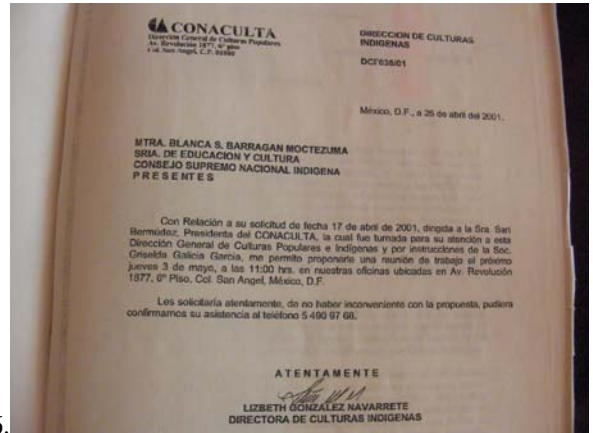 CONACULTA
Dirección General de Culturas Populares
Av. Revolución 1877, 6° piso
Col. San Angel, C.P.
DIRECCION DE CULTURAS
INDIGENAS
DCI'636/01
México, D.F., a 26 de abril del 2001.
MTRA. BLANCA S. BARRAGAN MOCTEZUMA
SRIA. DE EDUCACION Y CULTURA
CONSEJO SUPREMO NACIONAL INDIGENA
P R E S E N T E S
Con Relación a su solicitud de fecha 17 de abril de 2001, dirigida a la Sra. Sari
Bermúdez, Presidenta del CONACULTA, la cual fue turnada para su atención a esta
Dirección General de Culturas Populares e Indígenas y por instrucciones de la Soc.
Griselda Galicia García, me permito proponerle una reunión de trabajo el próximo
jueves 3 de mayo, a las 11:00 hrs. en nuestras oficinas ubicadas en Av. Revolución
1877, 6° Piso, Col. San Angel, México, D.F.
Les solicitaría atentamente, de no haber inconveniente con la propuesta, pudiera
confirmarnos su asistencia al teléfono 5 490 97 68.
A T E N T A M E N T E
LIZBETH GONZALEZ NAVARRETE
DIRECTORA DE CULTURAS INDIGENAS